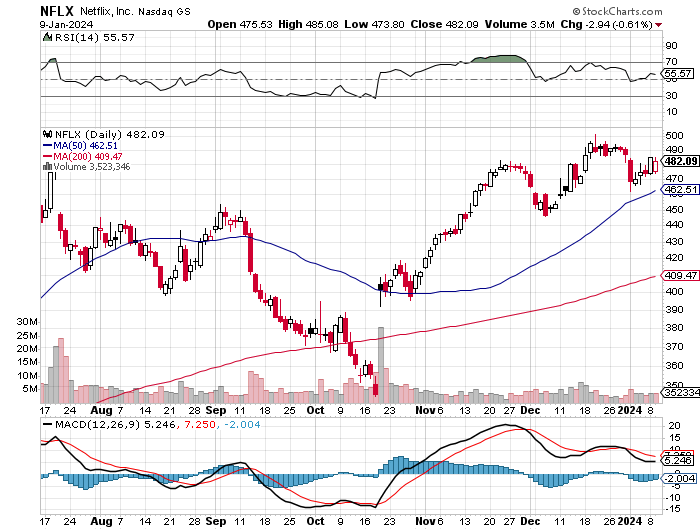 NFLX Netflix, Inc. Nasdaq GS © StockCharts.com
9-Jan-2024 Open 475.53 High 485.08 Low 473.80 Close 482.09 Volume 3.5M Chg -2.94 (-0.61%)
RSI(14) 55.57
90
70
55.57
50
30
10
NFLX (Daily) 482.09
MA(50) 462.51
MA(200) 409.47
Volume 3,523,346
500
490
482.09
480
470
462.51
460
450
440
430
420
409.47
400
390
380
370
360
350
30M
25M
20M
15M
10M
5M
352334
17 24 Aug 7 14 21 28 Sep 11 18 25 Oct 9 16 23 Nov 6 13 20 27 Dec 11 18 26 2024 8
MACD(12,26,9) 5.246, 7.250, -2.004
20
15
10
7.250
5.246
0
-2.004
-5
-10
-15
17 24 Aug 7 14 21 28 Sep 11 18 25 Oct 9 16 23 Nov 6 13 20 27 Dec 11 18 26 2024 8